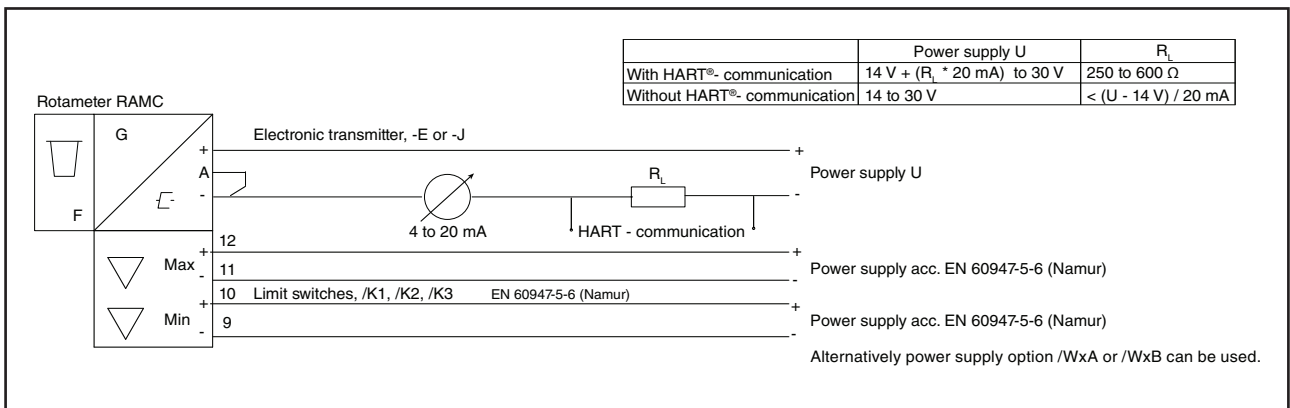 Power supply U R_L
With HART®- communication 14 V + (R_L * 20 mA) to 30 V 250 to 600 Ω
Without HART®- communication 14 to 30 V < (U - 14 V) / 20 mA
Rotameter RAMC
G
F
Electronic transmitter, -E or -J
+
A
-
R_L
+
-
Power supply U
4 to 20 mA
HART - communication
12
Max + +
- 11 -
Power supply acc. EN 60947-5-6 (Namur)
10 Limit switches, /K1, /K2, /K3 EN 60947-5-6 (Namur)
Min + +
- 9 -
Power supply acc. EN 60947-5-6 (Namur)
Alternatively power supply option /WxA or /WxB can be used.